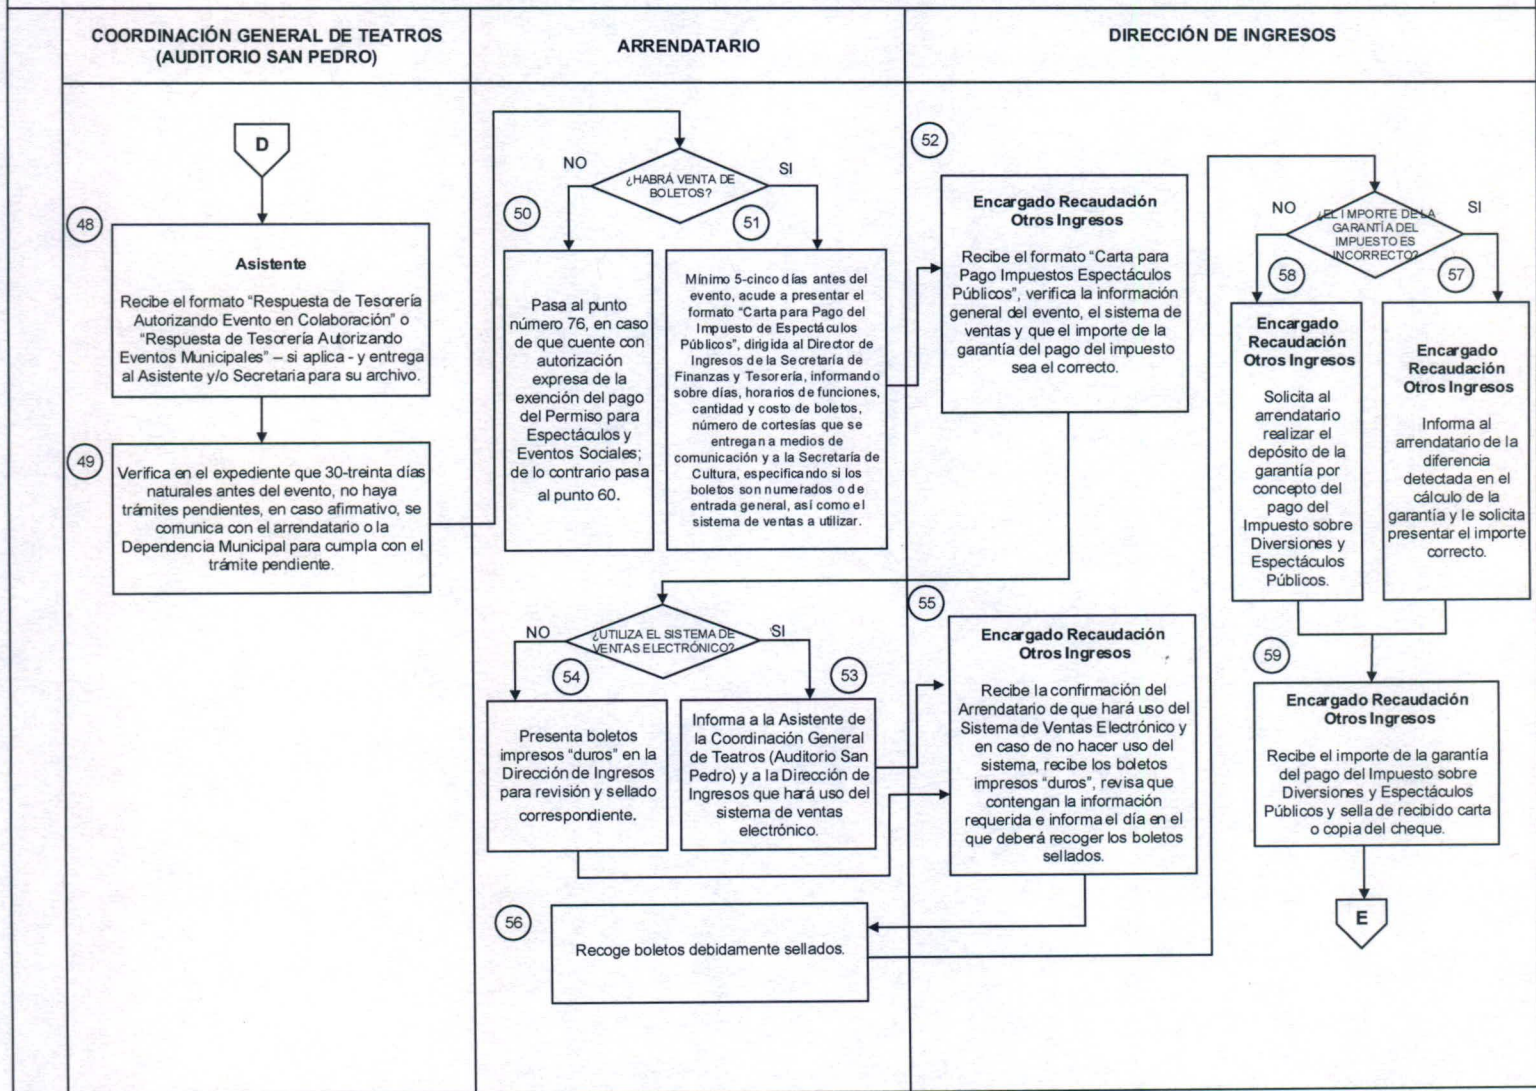 COORDINACIÓN GENERAL DE TEATROS
(AUDITORIO SAN PEDRO)
ARRENDATARIO
DIRECCIÓN DE INGRESOS
D
48
Asistente
Recibe el formato “Respuesta de Tesorería
Autorizando Evento en Colaboración” o
“Respuesta de Tesorería Autorizando
Eventos Municipales” – si aplica - y entrega
al Asistente y/o Secretaria para su archivo.
49
Verifica en el expediente que 30-treinta días
naturales antes del evento, no haya
trámites pendientes, en caso afirmativo, se
comunica con el arrendatario o la
Dependencia Municipal para cumpla con el
trámite pendiente.
¿HABRÁ VENTA DE
BOLETOS?
NO
SI
50
Pasa al punto
número 76, en caso
de que cuente con
autorización
expresa de la
exención del pago
del Permiso para
Espectáculos y
Eventos Sociales;
de lo contrario pasa
al punto 60.
51
Mínimo 5-cinco días antes del
evento, acude a presentar el
formato “Carta para Pago del
Impuesto de Espectáculos
Públicos”, dirigida al Director de
Ingresos de la Secretaría de
Finanzas y Tesorería, informando
sobre días, horarios de funciones,
cantidad y costo de boletos,
número de cortesías que se
entregan a medios de
comunicación y a la Secretaría de
Cultura, especificando si los
boletos son numerados o de
entrada general, así como el
sistema de ventas a utilizar.
52
Encargado Recaudación
Otros Ingresos
Recibe el formato “Carta para
Pago Impuestos Espectáculos
Públicos”, verifica la información
general del evento, el sistema de
ventas y que el importe de la
garantía del pago del impuesto
sea el correcto.
¿UTILIZA EL SISTEMA DE
VENTAS ELECTRÓNICO?
NO
SI
54
Presenta boletos
impresos “duros” en la
Dirección de Ingresos
para revisión y sellado
correspondiente.
53
Informa a la Asistente de
la Coordinación General
de Teatros (Auditorio San
Pedro) y a la Dirección de
Ingresos que hará uso del
sistema de ventas
electrónico.
55
Encargado Recaudación
Otros Ingresos
Recibe la confirmación del
Arrendatario de que hará uso del
Sistema de Ventas Electrónico y
en caso de no hacer uso del
sistema, recibe los boletos
impresos “duros”, revisa que
contengan la información
requerida e informa el día en el
que deberá recoger los boletos
sellados.
56
Recoge boletos debidamente sellados.
¿EL IMPORTE DE LA
GARANTÍA DEL
IMPUESTO ES
INCORRECTO?
NO
SI
58
Encargado
Recaudación
Otros Ingresos
Solicita al
arrendatario
realizar el
depósito de la
garantía por
concepto del
pago del
Impuesto sobre
Diversiones y
Espectáculos
Públicos.
57
Encargado
Recaudación
Otros Ingresos
Informa al
arrendatario de la
diferencia
detectada en el
cálculo de la
garantía y le solicita
presentar el importe
correcto.
59
Encargado Recaudación
Otros Ingresos
Recibe el importe de la garantía
del pago del Impuesto sobre
Diversiones y Espectáculos
Públicos y sella de recibido carta
o copia del cheque.
E